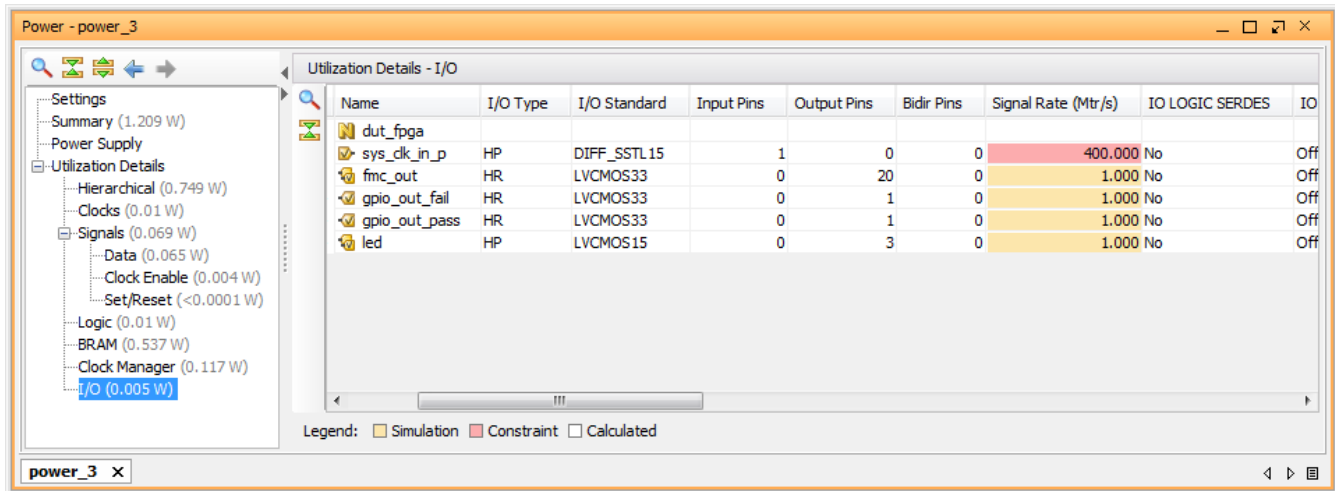 Power - power_3
Settings
Summary (1.209 W)
Power Supply
Utilization Details
Hierarchical (0.749 W)
Clocks (0.01 W)
Signals (0.069 W)
Data (0.065 W)
Clock Enable (0.004 W)
Set/Reset (<0.0001 W)
Logic (0.01 W)
BRAM (0.537 W)
Clock Manager (0.117 W)
I/O (0.005 W)
Utilization Details - I/O
Name I/O Type I/O Standard Input Pins Output Pins Bidir Pins Signal Rate (Mtr/s) IO LOGIC SERDES IO
dut_fpga
sys_clk_in_p HP DIFF_SSTL15 1 0 0 400.000 No Off
fmc_out HR LVCMOS33 0 20 0 1.000 No Off
gpio_out_fail HR LVCMOS33 0 1 0 1.000 No Off
gpio_out_pass HR LVCMOS33 0 1 0 1.000 No Off
led HP LVCMOS15 0 3 0 1.000 No Off
Legend: Simulation Constraint Calculated
power_3